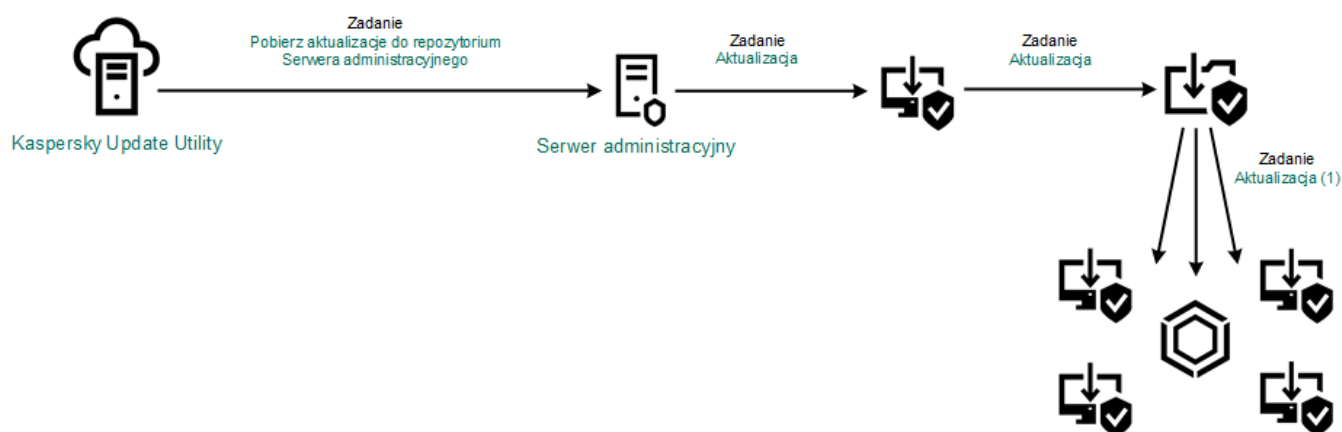 Zadanie
Pobierz aktualizacje do repozytorium
Serwera administracyjnego
Zadanie
Aktualizacja
Zadanie
Aktualizacja
Kaspersky Update Utility
Serwer administracyjny
Zadanie
Aktualizacja (1)